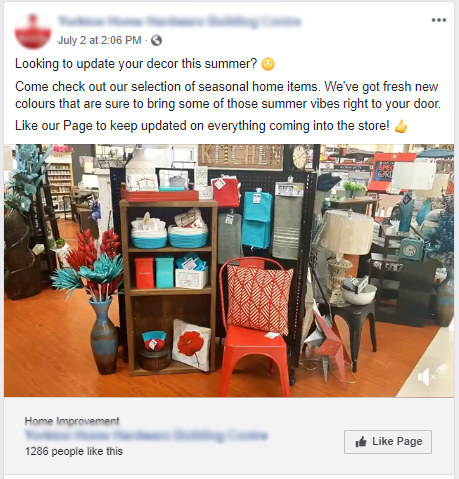 July 2 at 2:06 PM ·
Looking to update your decor this summer? 😳
Come check out our selection of seasonal home items. We've got fresh new
colours that are sure to bring some of those summer vibes right to your door.
Like our Page to keep updated on everything coming into the store! 👍
Home Improvement
1286 people like this
Like Page